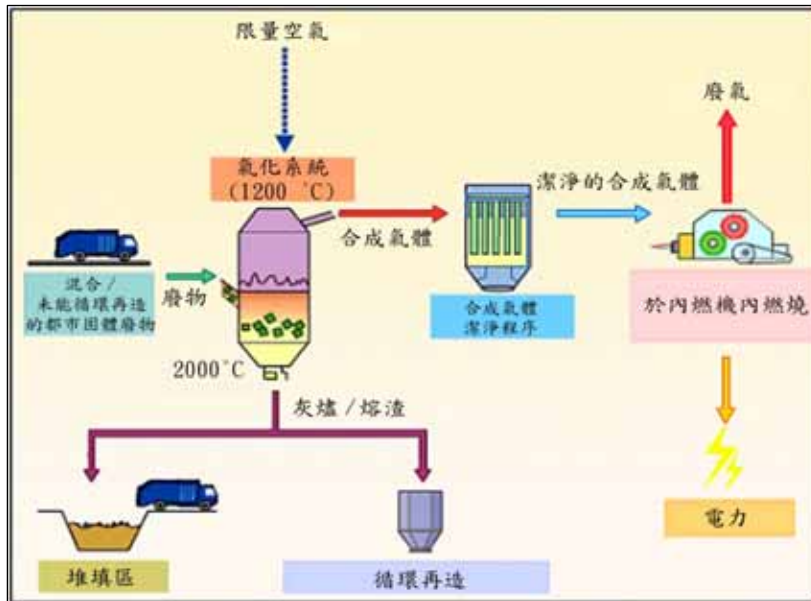 限量空氣
廢氣
氣化系統
(1200 °C)
潔淨的合成氣體
合成氣體
混合/
未能循環再造
的都市固體廢物
廢物
合成氣體
潔淨程序
於內燃機內燃燒
2000°C
灰燼/熔渣
電力
堆填區
循環再造